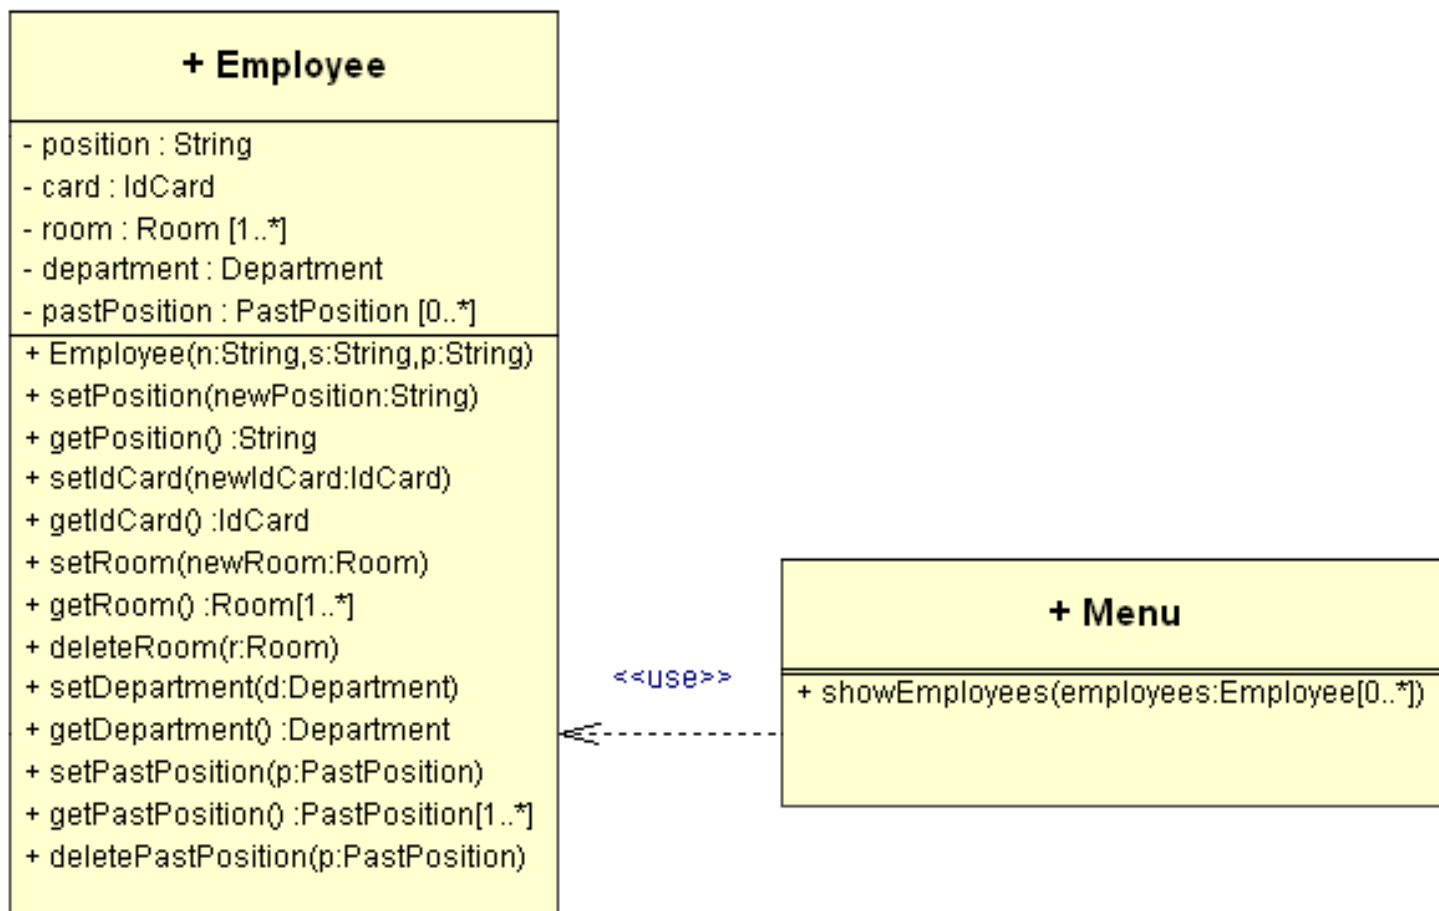 + Employee
- position : String
- card : IdCard
- room : Room [1..*]
- department : Department
- pastPosition : PastPosition [0..*]
+ Employee(n:String,s:String,p:String)
+ setPosition(newPosition:String)
+ getPosition() :String
+ setIdCard(newIdCard:IdCard)
+ getIdCard() :IdCard
+ setRoom(newRoom:Room)
+ getRoom() :Room[1..*]
+ deleteRoom(r:Room)
+ setDepartment(d:Department)
+ getDepartment() :Department
+ setPastPosition(p:PastPosition)
+ getPastPosition() :PastPosition[1..*]
+ deletePastPosition(p:PastPosition)
<<use>>
+ Menu
+ showEmployees(employees:Employee[0..*])